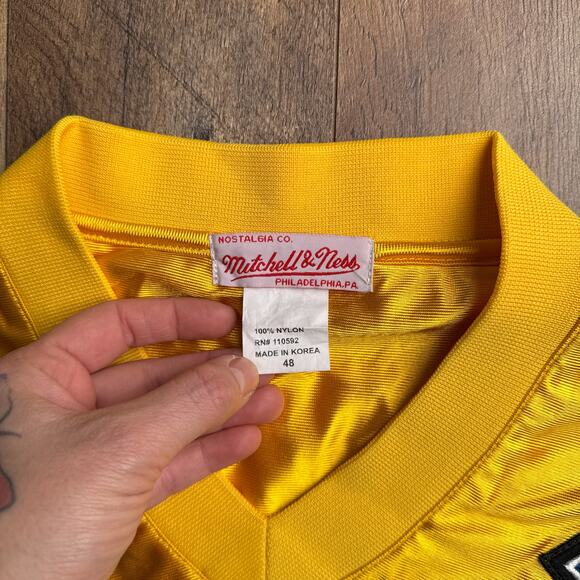 NOSTALGIA CO.
Mitchell & Ness
PHILADELPHIA,PA.
100% NYLON
RN# 110592
MADE IN KOREA
48